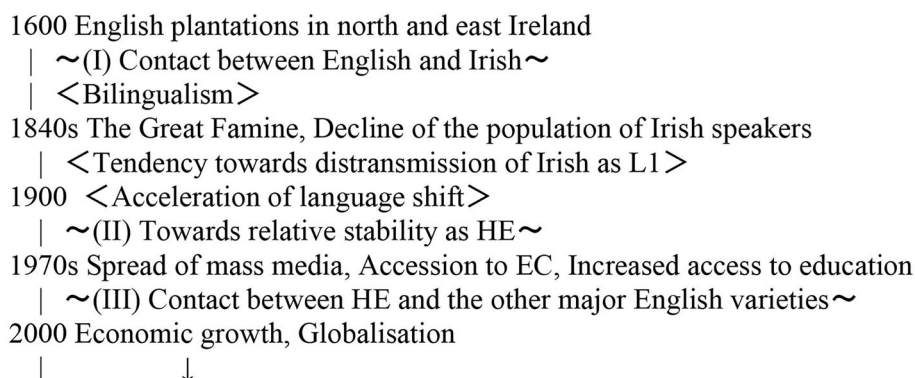 1600 English plantations in north and east Ireland
| ～(I) Contact between English and Irish～
| ＜Bilingualism＞
1840s The Great Famine, Decline of the population of Irish speakers
| ＜Tendency towards distransmission of Irish as L1＞
1900 ＜Acceleration of language shift＞
| ～(II) Towards relative stability as HE～
1970s Spread of mass media, Accession to EC, Increased access to education
| ～(III) Contact between HE and the other major English varieties～
2000 Economic growth, Globalisation
| ↓